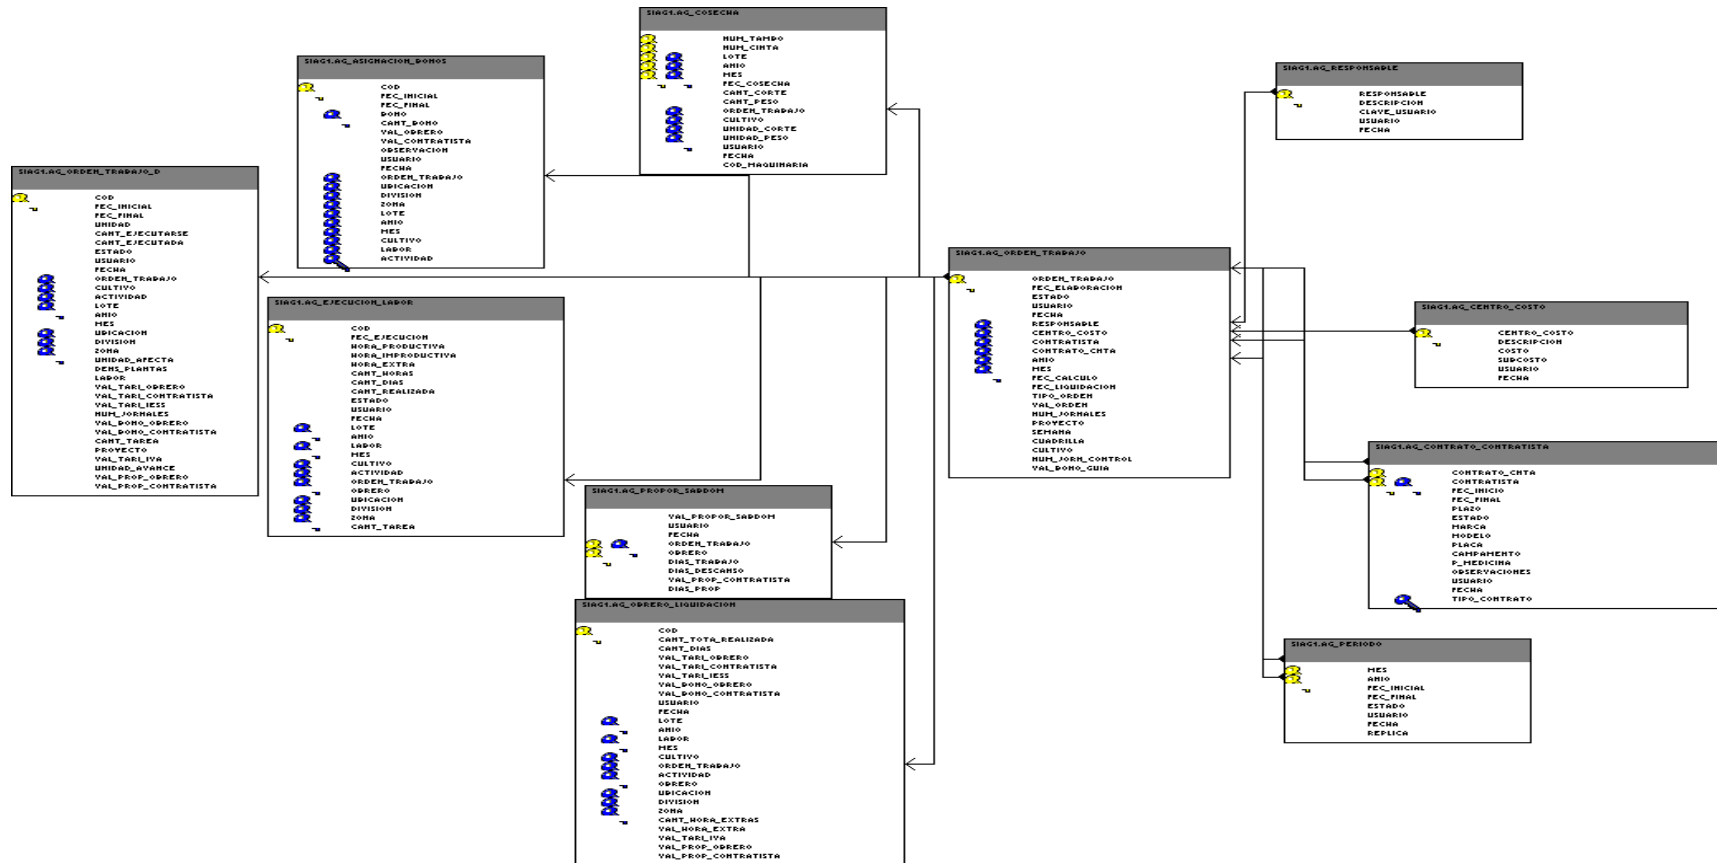 SIAG1.AG_COSECHA
NUM_TAMBO
NUM_CINTA
LOTE
ANIO
MES
FEC_COSECHA
CANT_CORTE
CANT_PESO
ORDEN_TRABAJO
CULTIVO
UNIDAD_CORTE
UNIDAD_PESO
USUARIO
FECHA
COD_MAQUINARIA
SIAG1.AG_ASIGNACION_BONOS
COD
FEC_INICIAL
FEC_FINAL
BONO
CANT_BONO
VAL_OBRERO
VAL_CONTRATISTA
OBSERVACION
USUARIO
FECHA
ORDEN_TRABAJO
UBICACION
DIVISION
ZONA
LOTE
ANIO
MES
CULTIVO
LABOR
ACTIVIDAD
SIAG1.AG_RESPONSABLE
RESPONSABLE
DESCRIPCION
CLAVE_USUARIO
USUARIO
FECHA
SIAG1.AG_ORDEN_TRABAJO_D
COD
FEC_INICIAL
FEC_FINAL
UNIDAD
CANT_EJECUTARSE
CANT_EJECUTADA
ESTADO
USUARIO
FECHA
ORDEN_TRABAJO
CULTIVO
ACTIVIDAD
LOTE
ANIO
MES
UBICACION
DIVISION
ZONA
UNIDAD_AFECTA
DENS_PLANTAS
LABOR
VAL_TARI_OBRERO
VAL_TARI_CONTRATISTA
VAL_TARI_IESS
NUM_JORNALES
VAL_BONO_OBRERO
VAL_BONO_CONTRATISTA
CANT_TAREA
PROYECTO
VAL_TARI_IVA
UNIDAD_AVANCE
VAL_PROP_OBRERO
VAL_PROP_CONTRATISTA
SIAG1.AG_ORDEN_TRABAJO
ORDEN_TRABAJO
FEC_ELABORACION
ESTADO
USUARIO
FECHA
RESPONSABLE
CENTRO_COSTO
CONTRATISTA
CONTRATO_CNTA
ANIO
MES
FEC_CALCULO
FEC_LIQUIDACION
TIPO_ORDEN
VAL_ORDEN
NUM_JORNALES
PROYECTO
SEMANA
CUADRILLA
CULTIVO
NUM_JORN_CONTROL
VAL_BONO_GUIA
SIAG1.AG_EJECUCION_LABOR
COD
FEC_EJECUCION
HORA_PRODUCTIVA
HORA_IMPRODUCTIVA
HORA_EXTRA
CANT_HORAS
CANT_DIAS
CANT_REALIZADA
ESTADO
USUARIO
FECHA
LOTE
ANIO
LABOR
MES
CULTIVO
ACTIVIDAD
ORDEN_TRABAJO
OBRERO
UBICACION
DIVISION
ZONA
CANT_TAREA
SIAG1.AG_CENTRO_COSTO
CENTRO_COSTO
DESCRIPCION
COSTO
SUBCOSTO
USUARIO
FECHA
SIAG1.AG_CONTRATO_CONTRATISTA
CONTRATO_CNTA
CONTRATISTA
FEC_INICIO
FEC_FINAL
PLAZO
ESTADO
MARCA
MODELO
PLACA
CAMPAMENTO
P_MEDICINA
OBSERVACIONES
USUARIO
FECHA
TIPO_CONTRATO
SIAG1.AG_PROPOR_SABDOM
VAL_PROPOR_SABDOM
USUARIO
FECHA
ORDEN_TRABAJO
OBRERO
DIAS_TRABAJO
DIAS_DESCANSO
VAL_PROP_CONTRATISTA
DIAS_PROP
SIAG1.AG_OBRERO_LIQUIDACION
COD
CANT_TOTA_REALIZADA
CANT_DIAS
VAL_TARI_OBRERO
VAL_TARI_CONTRATISTA
VAL_TARI_IESS
VAL_BONO_OBRERO
VAL_BONO_CONTRATISTA
USUARIO
FECHA
LOTE
ANIO
LABOR
MES
CULTIVO
ORDEN_TRABAJO
ACTIVIDAD
OBRERO
UBICACION
DIVISION
ZONA
CANT_HORA_EXTRAS
VAL_HORA_EXTRA
VAL_TARI_IVA
VAL_PROP_OBRERO
VAL_PROP_CONTRATISTA
SIAG1.AG_PERIODO
MES
ANIO
FEC_INICIAL
FEC_FINAL
ESTADO
USUARIO
FECHA
REPLICA